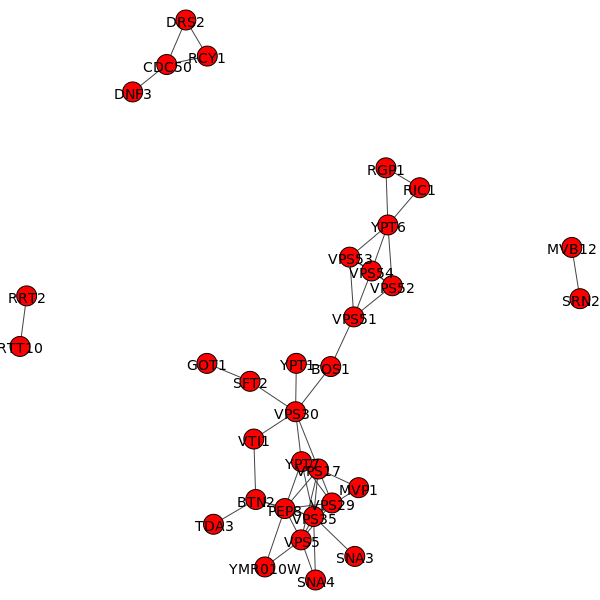 DRS2
RCY1
CDC50
DNF3
RGP1
RIC1
YPT6
MVB12
VPS53
VPS54
VPS52
RRT2
SRN2
VPS51
RTT10
GOT1
YPT1
BOS1
SFT2
VPS30
VTI1
YPT7
VPS17
MVP1
BTN2
VPS29
PEP8
VPS35
TDA3
VPS5
SNA3
YMR010W
SNA4